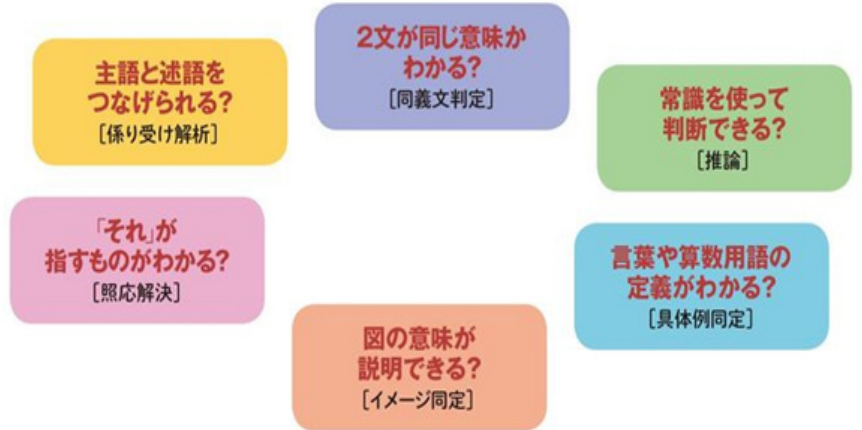 主語と述語を
つなげられる?
[係り受け解析]
2文が同じ意味か
わかる?
[同義文判定]
常識を使って
判断できる?
[推論]
「それ」が
指すものがわかる?
[照応解決]
言葉や算数用語の
定義がわかる?
[具体例同定]
図の意味が
説明できる?
[イメージ同定]